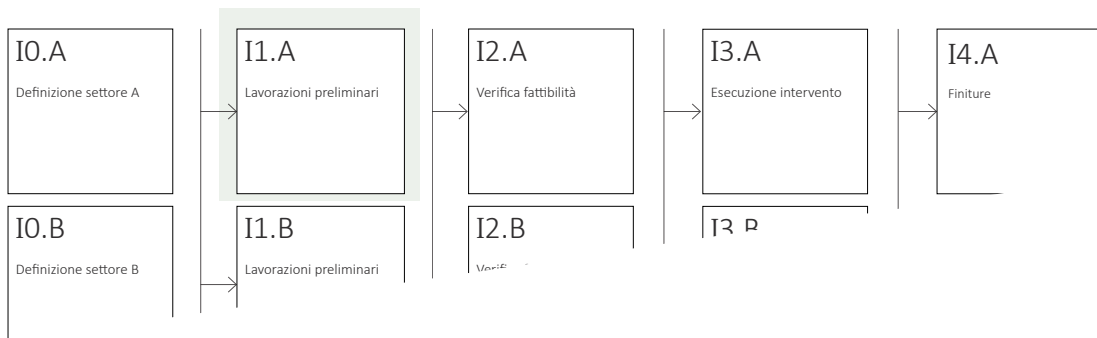 I0.A
Definizione settore A
I1.A
Lavorazioni preliminari
I2.A
Verifica fattibilità
I3.A
Esecuzione intervento
I4.A
Finiture
I0.B
Definizione settore B
I1.B
Lavorazioni preliminari
I2.B
I3.B